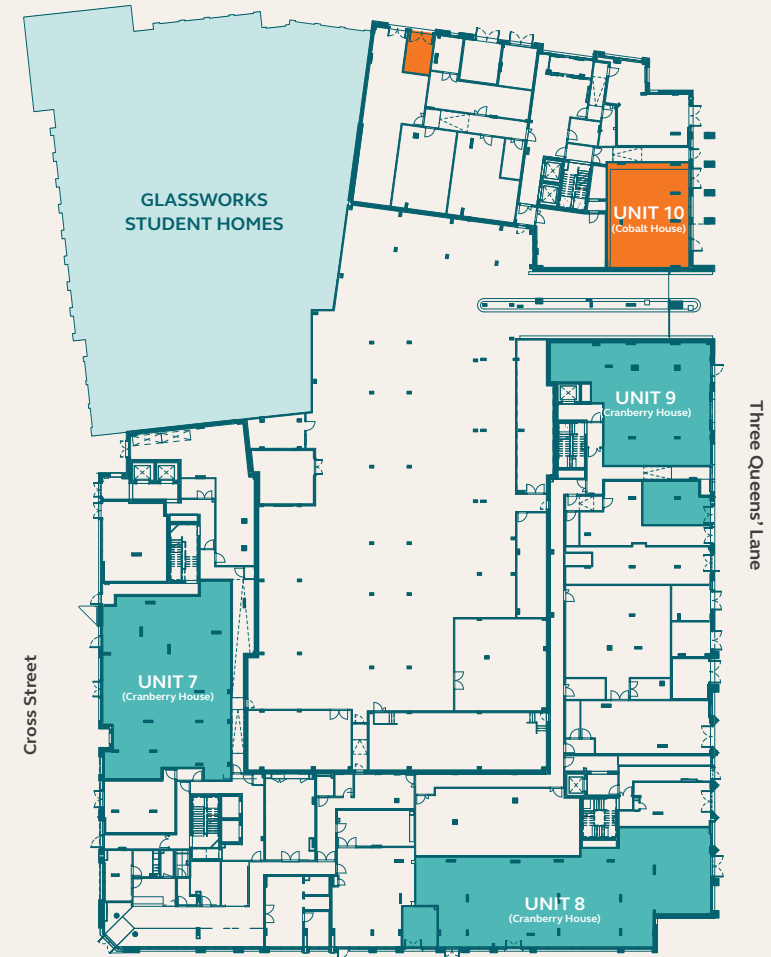 GLASSWORKS
STUDENT HOMES
UNIT 10
(Cobalt House)
UNIT 9
(Cranberry House)
Three Queens’ Lane
UNIT 7
(Cranberry House)
Cross Street
UNIT 8
(Cranberry House)